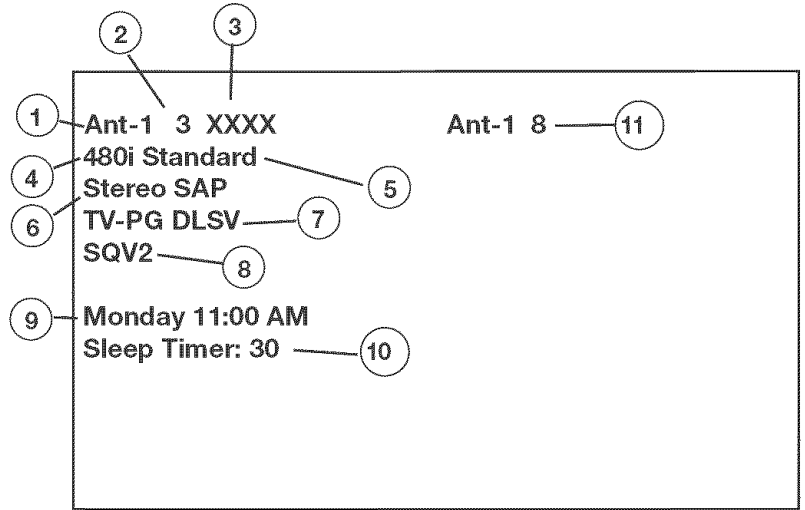 2 3
1 Ant-1 3 XXXX Ant-1 8 11
4 480i Standard 5
6 Stereo SAP
TV-PG DLSV 7
SQV2 8
9 Monday 11:00 AM
Sleep Timer: 30 10